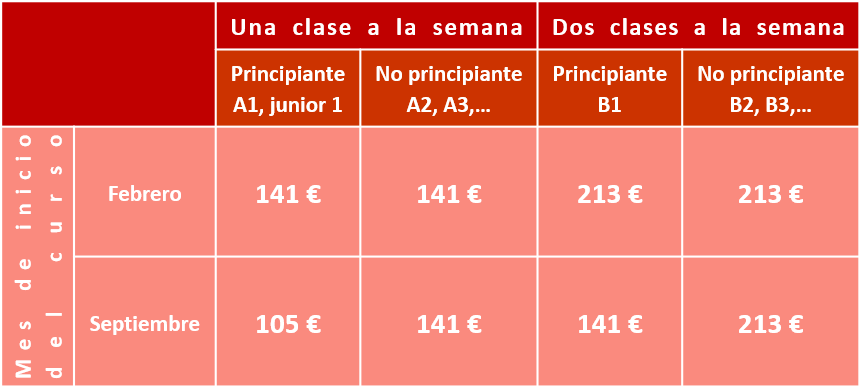 Una clase a la semana
Dos clases a la semana
Principiante
A1, junior 1
No principiante
A2, A3,...
Principiante
B1
No principiante
B2, B3,...
Mes de inicio
del curso
Febrero
141 €
141 €
213 €
213 €
Septiembre
105 €
141 €
141 €
213 €